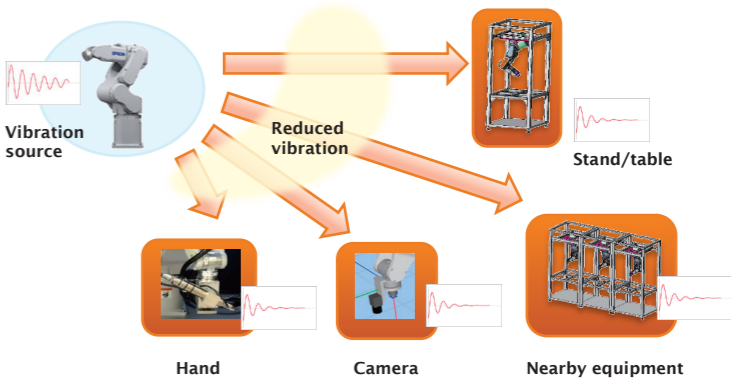 Vibration
source
Reduced
vibration
Stand/table
Hand
Camera
Nearby equipment